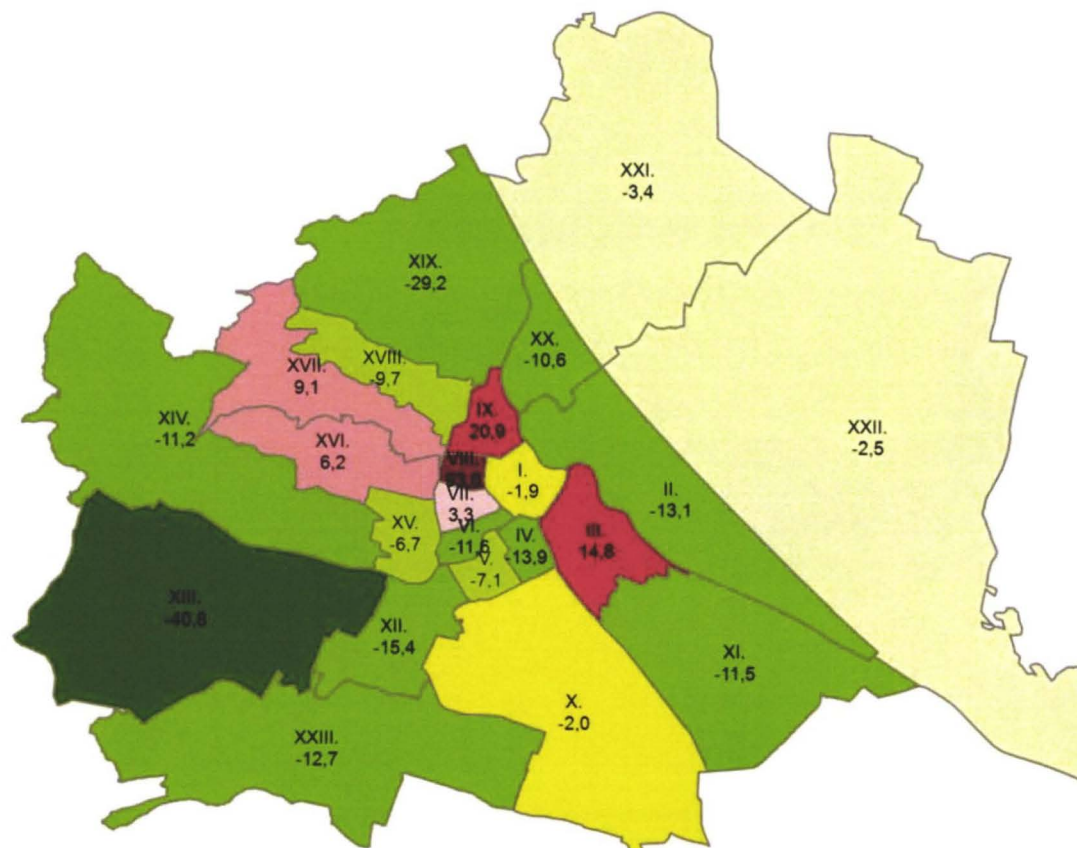 XXI.
-3,4
XIX.
-29,2
XX.
-10,6
XVIII.
-9,7
XVII.
9,1
XIV.
-11,2
IX.
20,9
XXII.
-2,5
XVI.
6,2
VIII.
I.
-1,9
VII.
3,3
II.
-13,1
XV.
-6,7
VI.
-11,6
IV.
-13,9
III.
14,8
V.
-7,1
XIII.
-40,8
XII.
-15,4
XI.
-11,5
X.
-2,0
XXIII.
-12,7